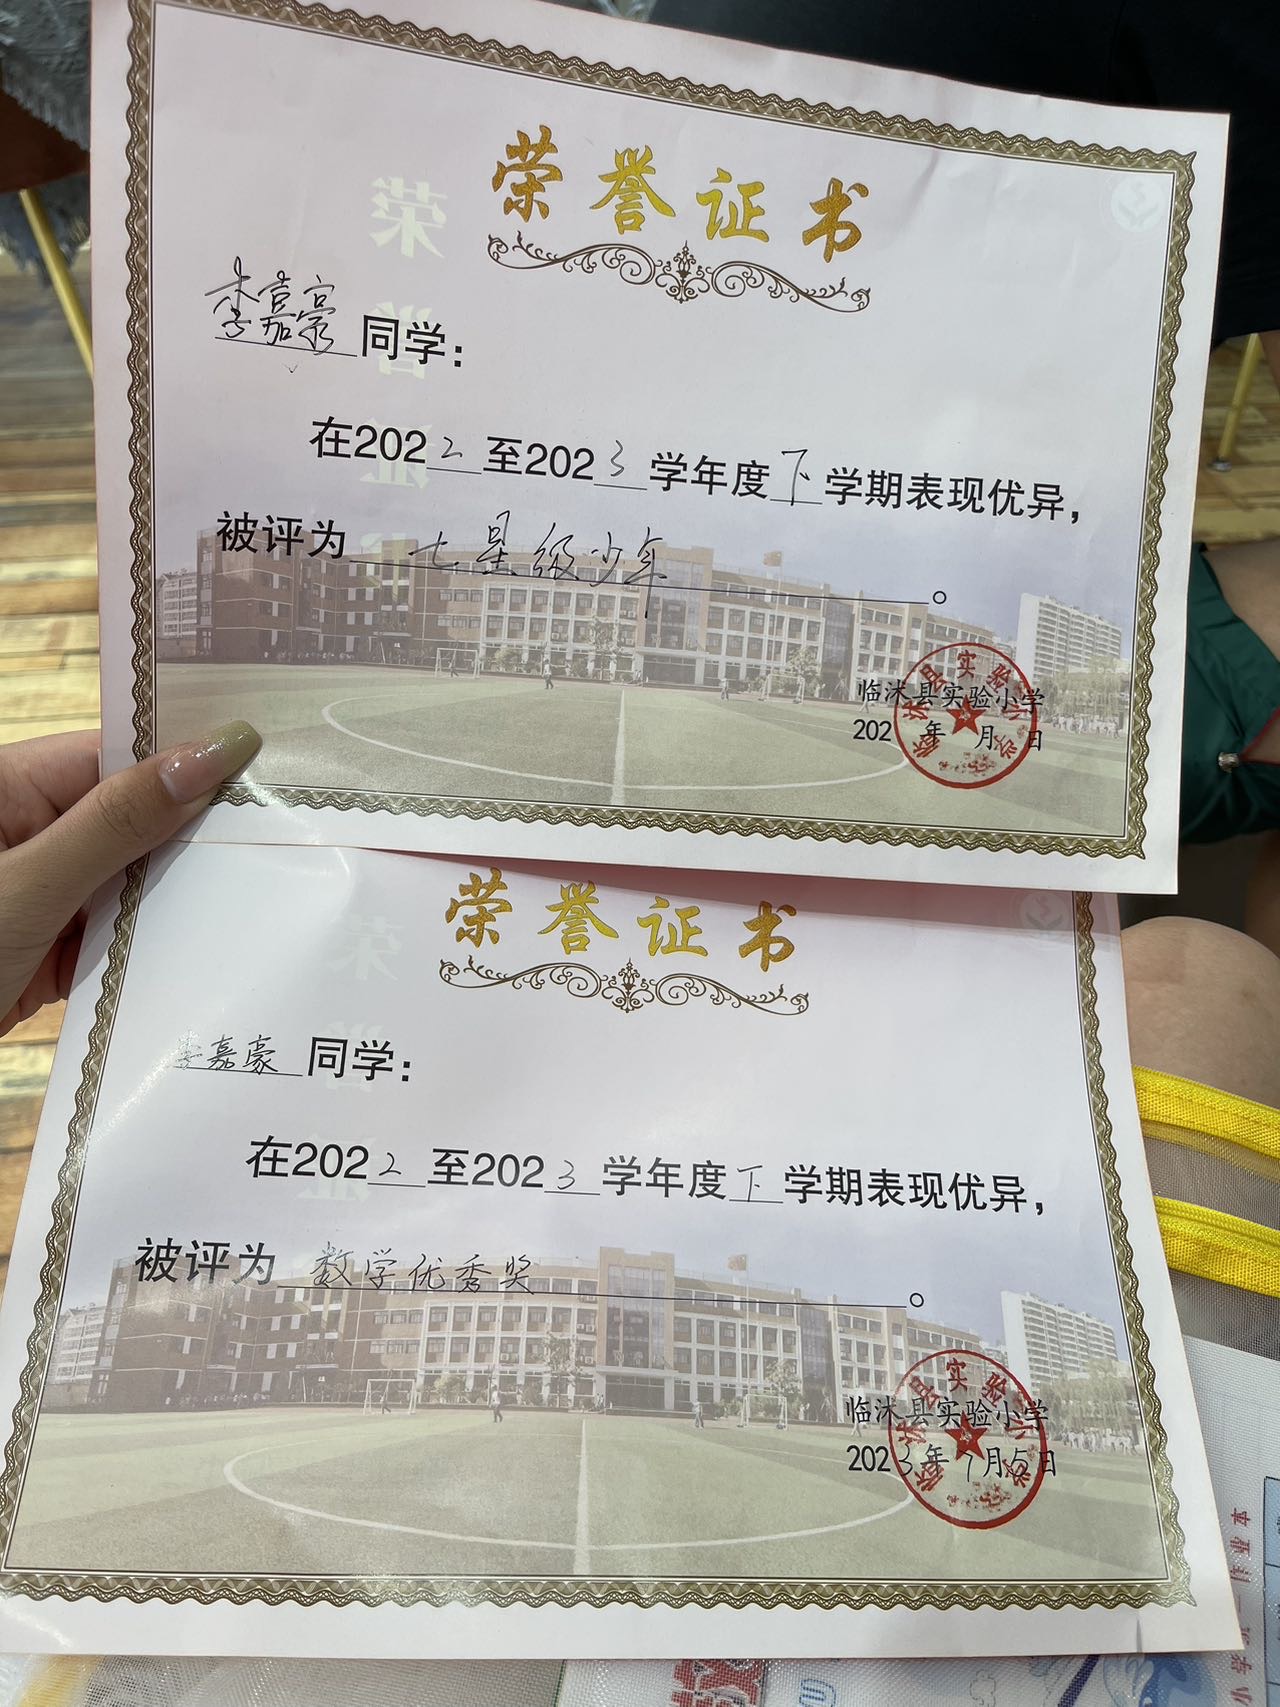 荣誉证书
李嘉豪同学：
在2022至2023学年度下学期表现优异，
被评为七星级少年。
临沭县实验小学
202 年 月 日
荣誉证书
李嘉豪同学：
在2022至2023学年度下学期表现优异，
被评为数学优秀奖。
临沭县实验小学
2023年7月5日